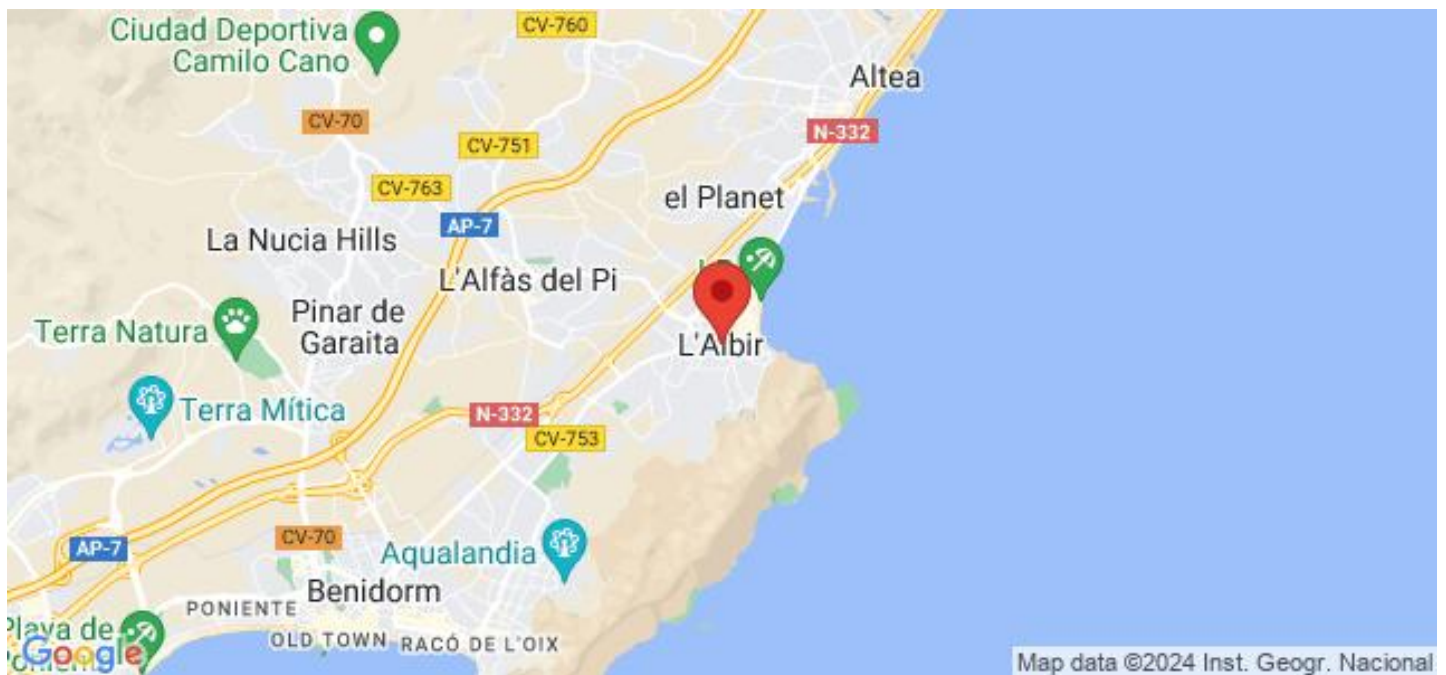 Ciudad Deportiva
Camilo Cano
CV-760
Altea
CV-70
N-332
CV-751
CV-763
el Planet
AP-7
La Nucia Hills
L'Alfàs del Pi
Terra Natura
Pinar de
Garaita
L'Albir
Terra Mítica
N-332
CV-753
CV-70
AP-7
Aqualandia
Benidorm
PONIENTE
Playa de
OLD TOWN
RACÓ DE L'OIX
Google
Map data ©2024 Inst. Geogr. Nacional